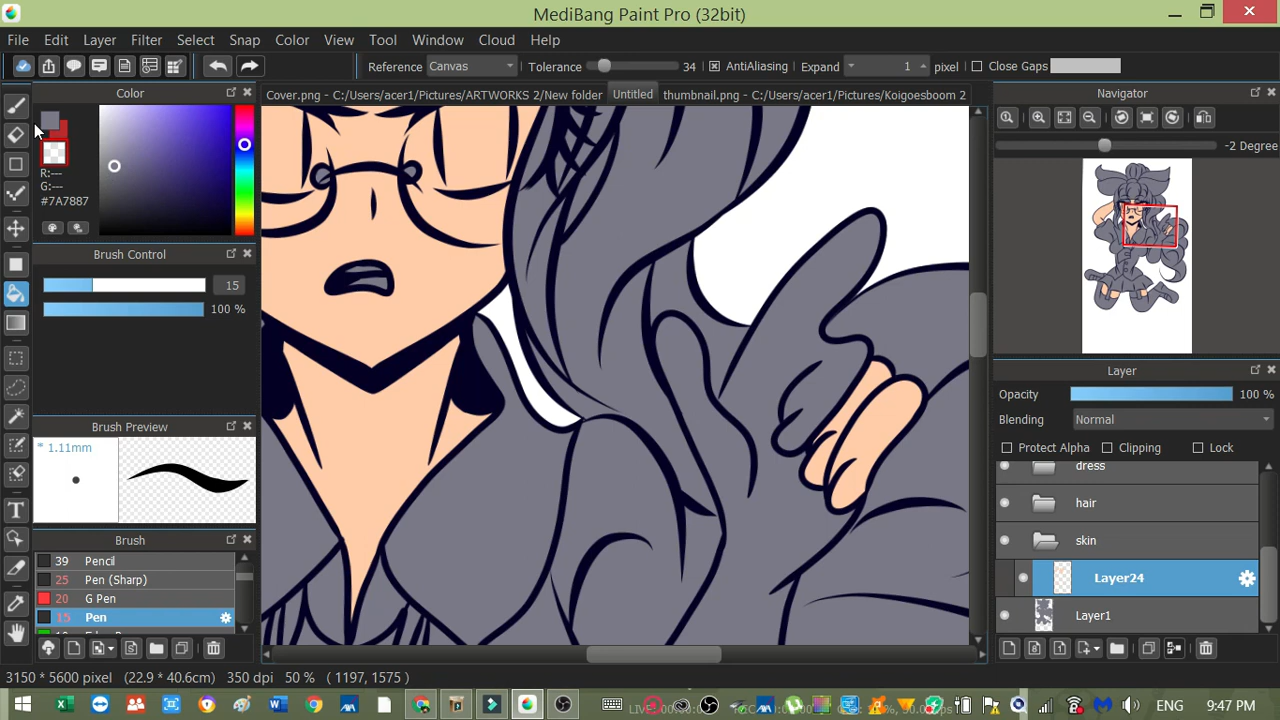 MediBang Paint Pro (32bit)
File Edit Layer Filter Select Snap Color View Tool Window Cloud Help
Reference Canvas Tolerance 34 AntiAliasing Expand 1 pixel Close Gaps
Color
Cover.png - C:/Users/acer1/Pictures/ARTWORKS 2/New folder Untitled thumbnail.png - C:/Users/acer1/Pictures/Koigoesboom 2
Navigator
-2 Degree
R:---
#7A7887
Brush Control
15
100 %
Layer
Opacity 100 %
Blending Normal
Brush Preview
* 1.11mm
Protect Alpha Clipping Lock
dress
hair
skin
Layer24
Layer1
Brush
39 Pencil
25 Pen (Sharp)
20 G Pen
15 Pen
3150 * 5600 pixel (22.9 * 40.6cm) 350 dpi 50 % ( 1197, 1575 )
ENG 9:47 PM